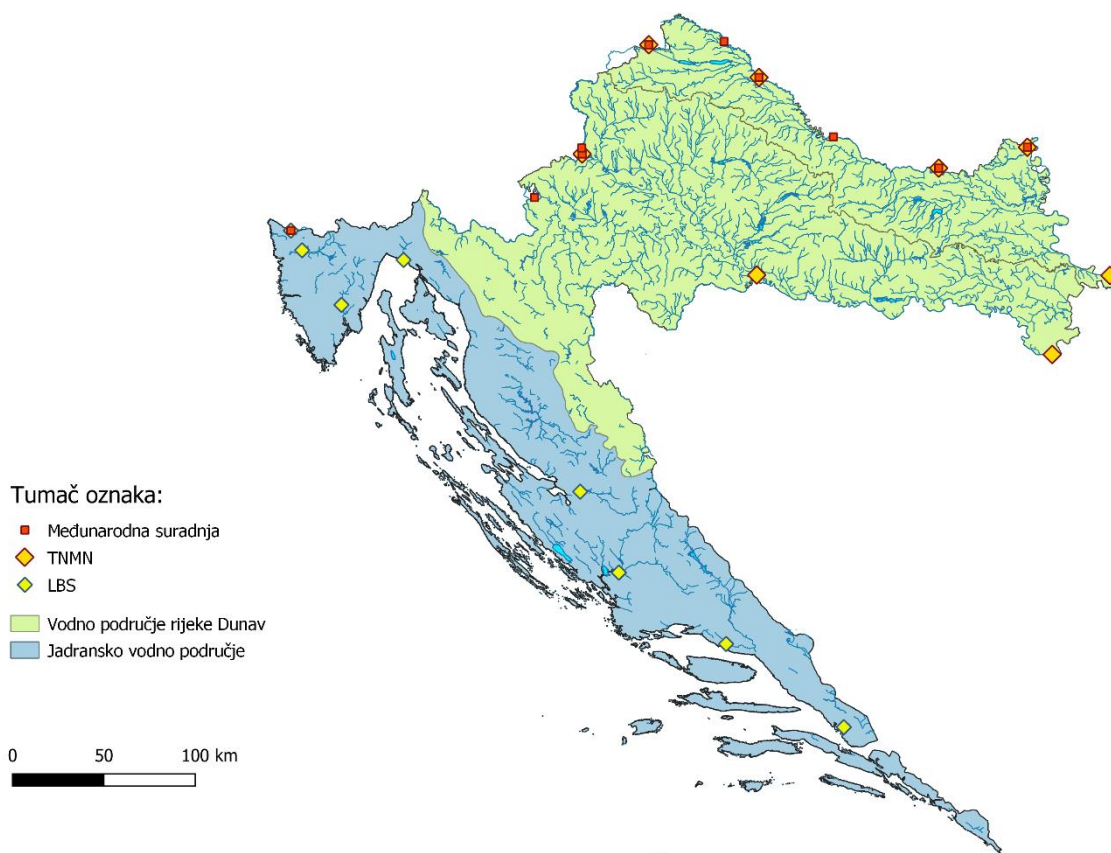 Tumač oznaka:
Međunarodna suradnja
TNMN
LBS
Vodno područje rijeke Dunav
Jadransko vodno područje
0 50 100 km